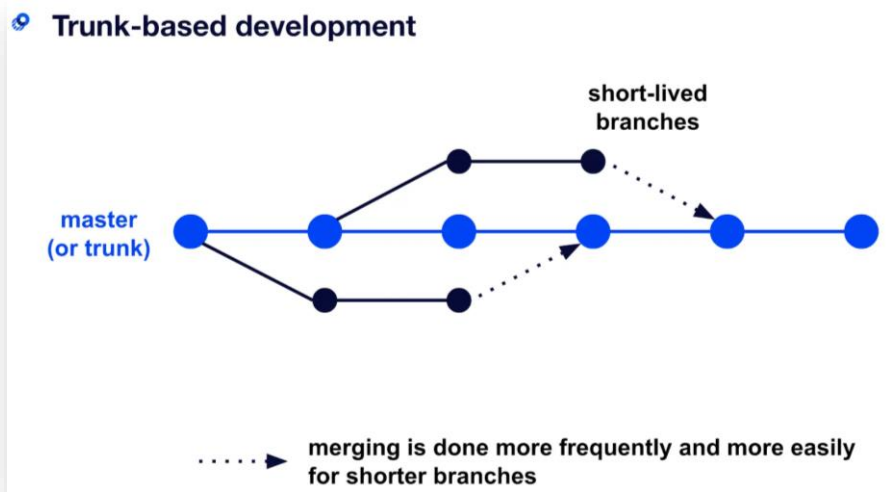 Trunk-based development
short-lived
branches
master
(or trunk)
merging is done more frequently and more easily
for shorter branches